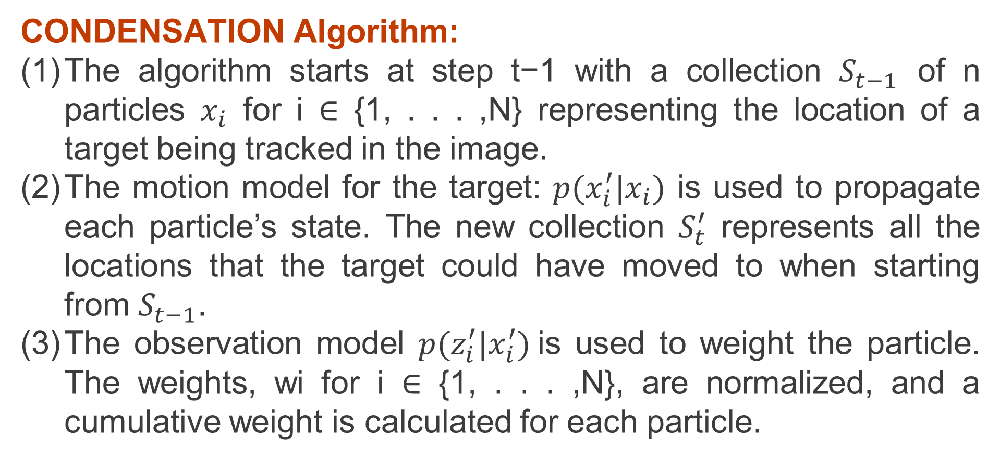 CONDENSATION Algorithm:
(1) The algorithm starts at step t−1 with a collection S_{t−1} of n
particles x_i for i ∈ {1, . . . ,N} representing the location of a
target being tracked in the image.
(2) The motion model for the target: p(x_i′|x_i) is used to propagate
each particle’s state. The new collection S_t′ represents all the
locations that the target could have moved to when starting
from S_{t−1}.
(3) The observation model p(z_i′|x_i′) is used to weight the particle.
The weights, wi for i ∈ {1, . . . ,N}, are normalized, and a
cumulative weight is calculated for each particle.